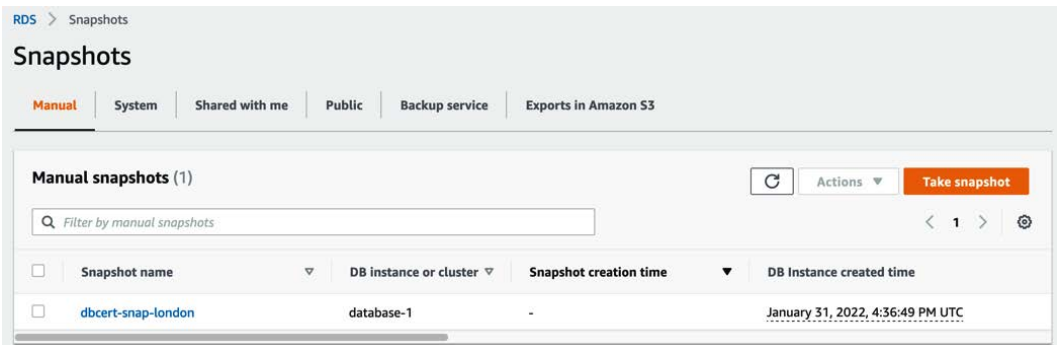 RDS > Snapshots
Snapshots
Manual System Shared with me Public Backup service Exports in Amazon S3
Manual snapshots (1) Actions Take snapshot
Filter by manual snapshots < 1 >
Snapshot name DB instance or cluster Snapshot creation time DB Instance created time
dbcert-snap-london database-1 - January 31, 2022, 4:36:49 PM UTC